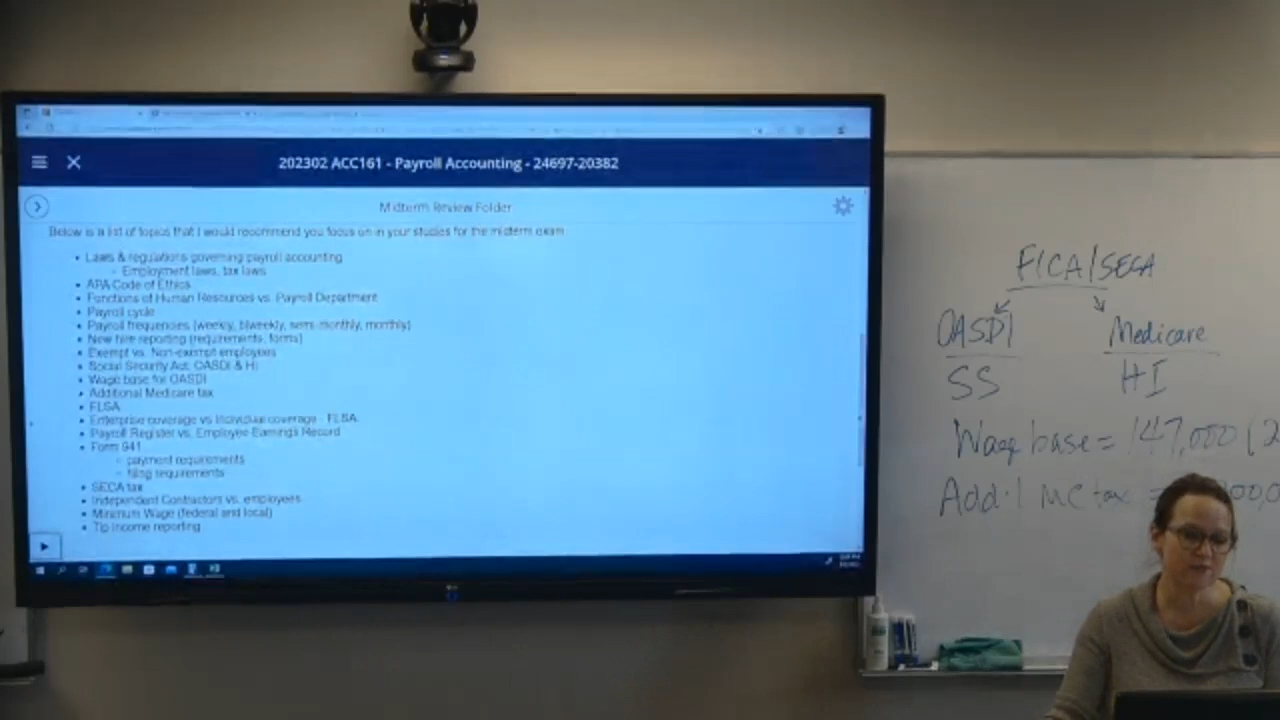 202302 ACC161 - Payroll Accounting - 24697-20382
Midterm Review Folder
Below is a list of topics that I would recommend you focus on in your studies for the midterm exam:
Laws & regulations governing payroll accounting
Employment laws, tax laws
APA Code of Ethics
Functions of Human Resources vs. Payroll Department
Payroll cycle
Payroll frequencies (weekly, biweekly, semi-monthly, monthly)
New hire reporting (requirements, forms)
Exempt vs. Non-exempt employees
Social Security Act: OASDI & HI
Wage base for OASDI
Additional Medicare tax
FLSA
Enterprise coverage vs Individual coverage - FLSA
Payroll Register vs. Employee Earnings Record
Form 941
payment requirements
filing requirements
SECA tax
Independent Contractors vs. employees
Minimum Wage (federal and local)
Tip income reporting
FICA/SECA
OASDI Medicare
SS HI
Wage base = 147,000 (2
Add'l MC tax =